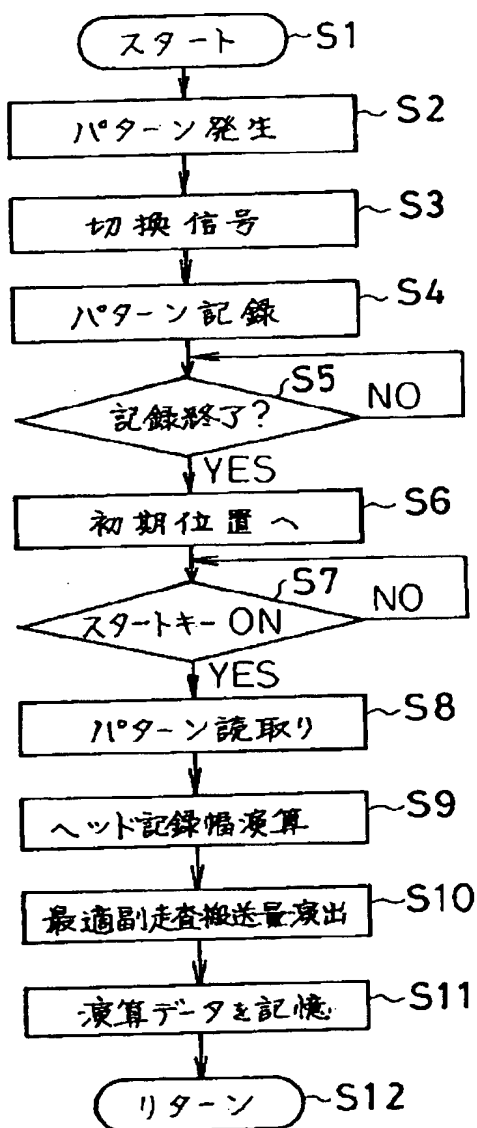 スタート S1
パターン発生 S2
切換信号 S3
パターン記録 S4
S5
記録終了? NO
YES
初期位置へ S6
S7
スタートキー ON NO
YES
パターン読取り S8
ヘッド記録幅演算 S9
最適副走査搬送量演出 S10
演算データを記憶 S11
リターン S12